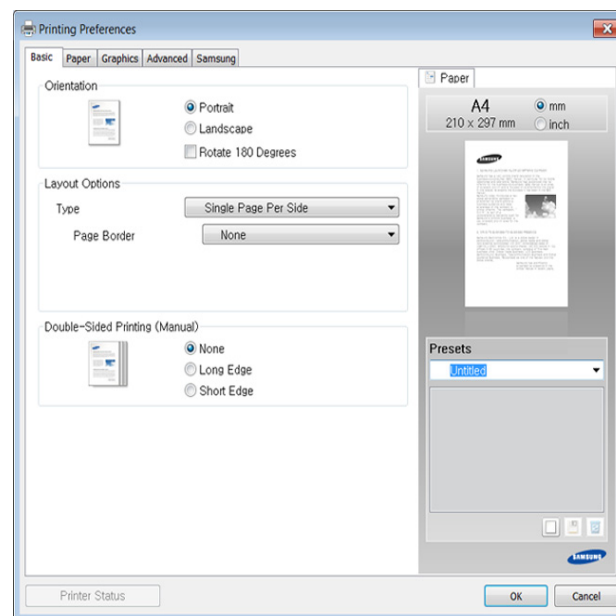 Printing Preferences
Basic Paper Graphics Advanced Samsung
Orientation
Portrait
Landscape
Rotate 180 Degrees
Layout Options
Type Single Page Per Side
Page Border None
Double-Sided Printing (Manual)
None
Long Edge
Short Edge
Paper
A4 mm
210 x 297 mm inch
SAMSUNG
Presets
Untitled
SAMSUNG
Printer Status OK Cancel